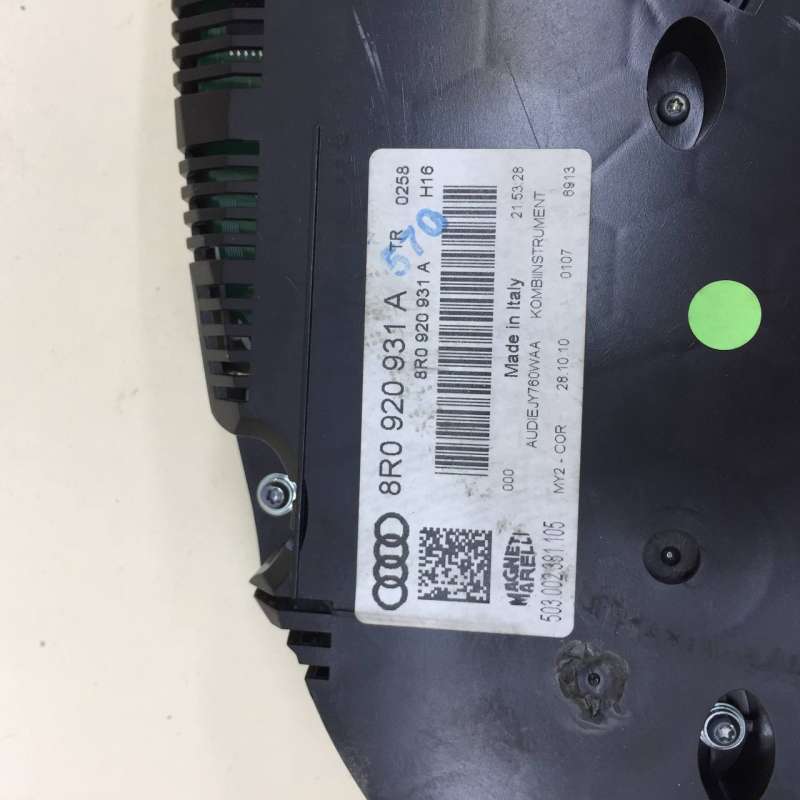 8R0 920 931 A TR 0258
570
8R0 920 931 A H16
Made in Italy 21.53.28
000 AUDIEJY760WAA KOMBIINSTRUMENT
MY2 - COR 28.10.10 0107 6913
MAGNETI
MARELLI
503.002.381.105